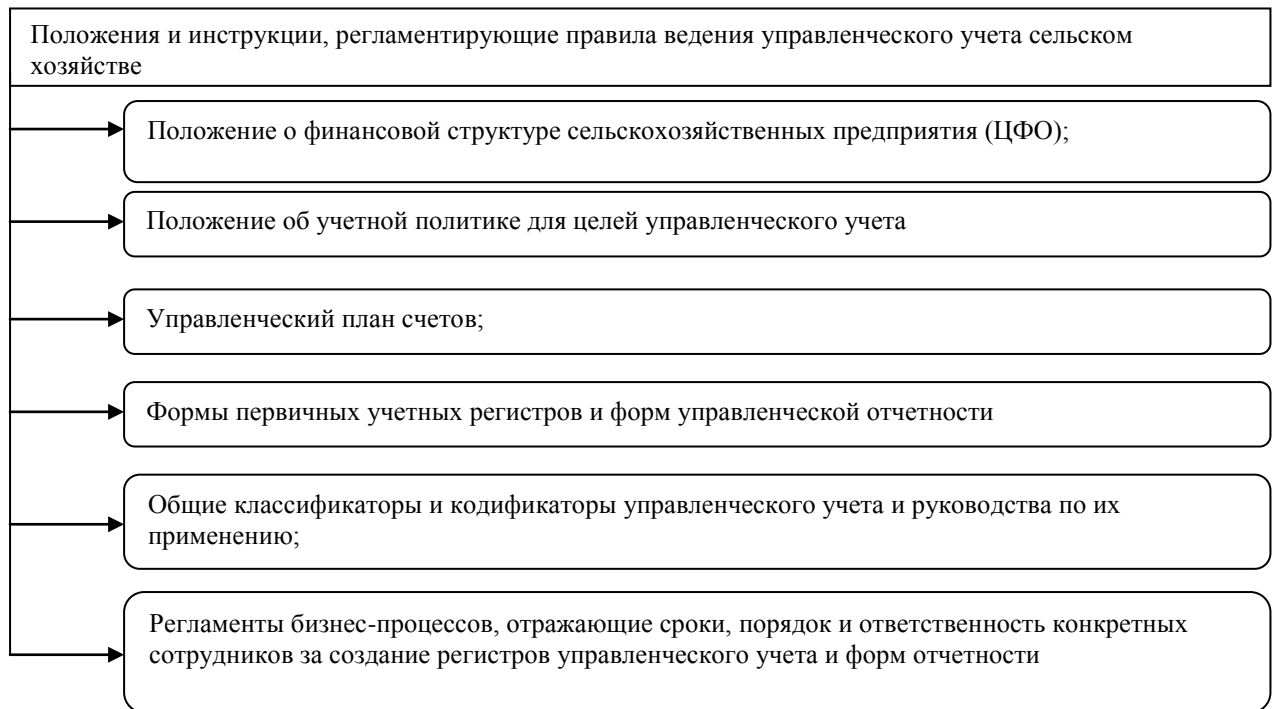 Положения и инструкции, регламентирующие правила ведения управленческого учета сельском
хозяйстве
Положение о финансовой структуре сельскохозяйственных предприятия (ЦФО);
Положение об учетной политике для целей управленческого учета
Управленческий план счетов;
Формы первичных учетных регистров и форм управленческой отчетности
Общие классификаторы и кодификаторы управленческого учета и руководства по их
применению;
Регламенты бизнес-процессов, отражающие сроки, порядок и ответственность конкретных
сотрудников за создание регистров управленческого учета и форм отчетности